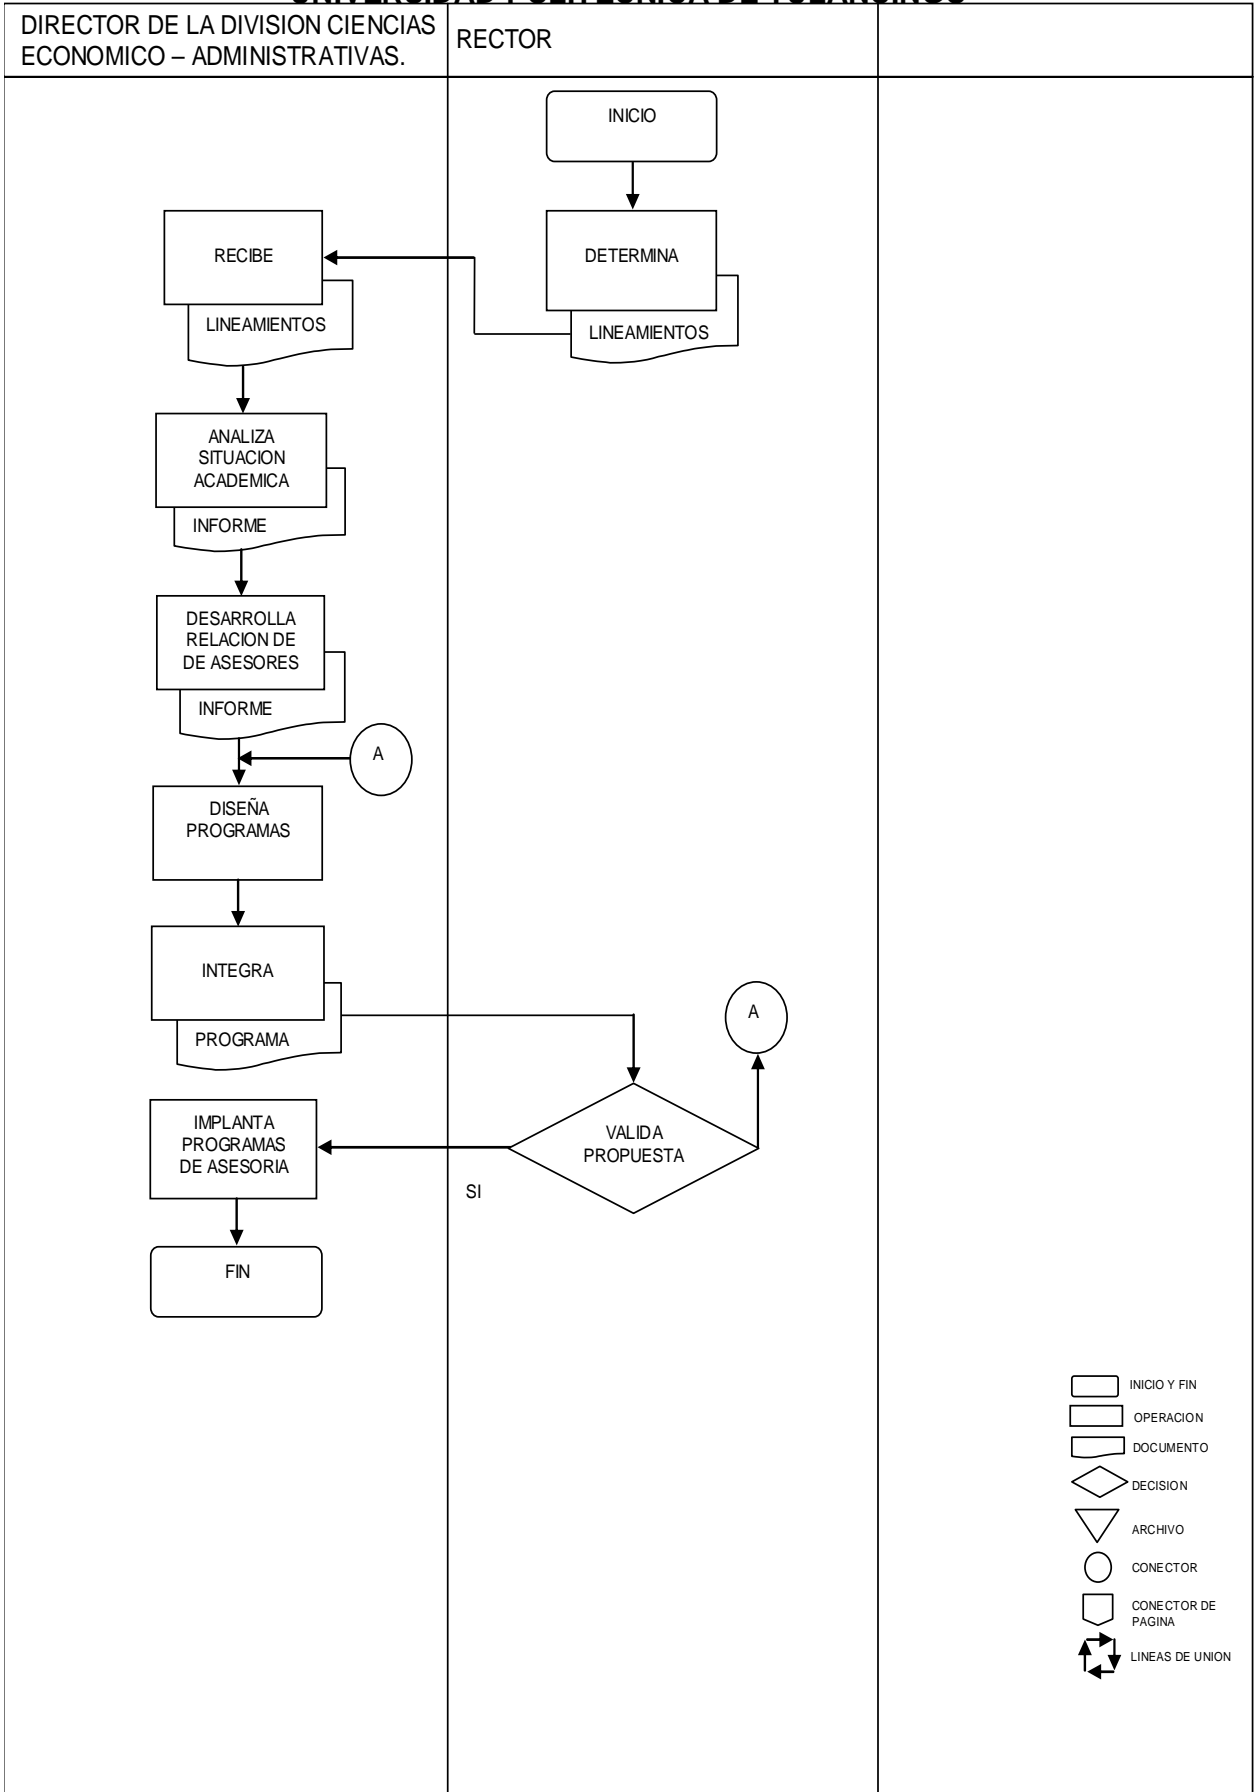 DIRECTOR DE LA DIVISION CIENCIAS
ECONOMICO – ADMINISTRATIVAS.
RECTOR
INICIO
DETERMINA
LINEAMIENTOS
RECIBE
LINEAMIENTOS
ANALIZA
SITUACION
ACADEMICA
INFORME
DESARROLLA
RELACION DE
DE ASESORES
INFORME
A
DISEÑA
PROGRAMAS
INTEGRA
PROGRAMA
A
VALIDA
PROPUESTA
SI
IMPLANTA
PROGRAMAS
DE ASESORIA
FIN
INICIO Y FIN
OPERACION
DOCUMENTO
DECISION
ARCHIVO
CONECTOR
CONECTOR DE
PAGINA
LINEAS DE UNION